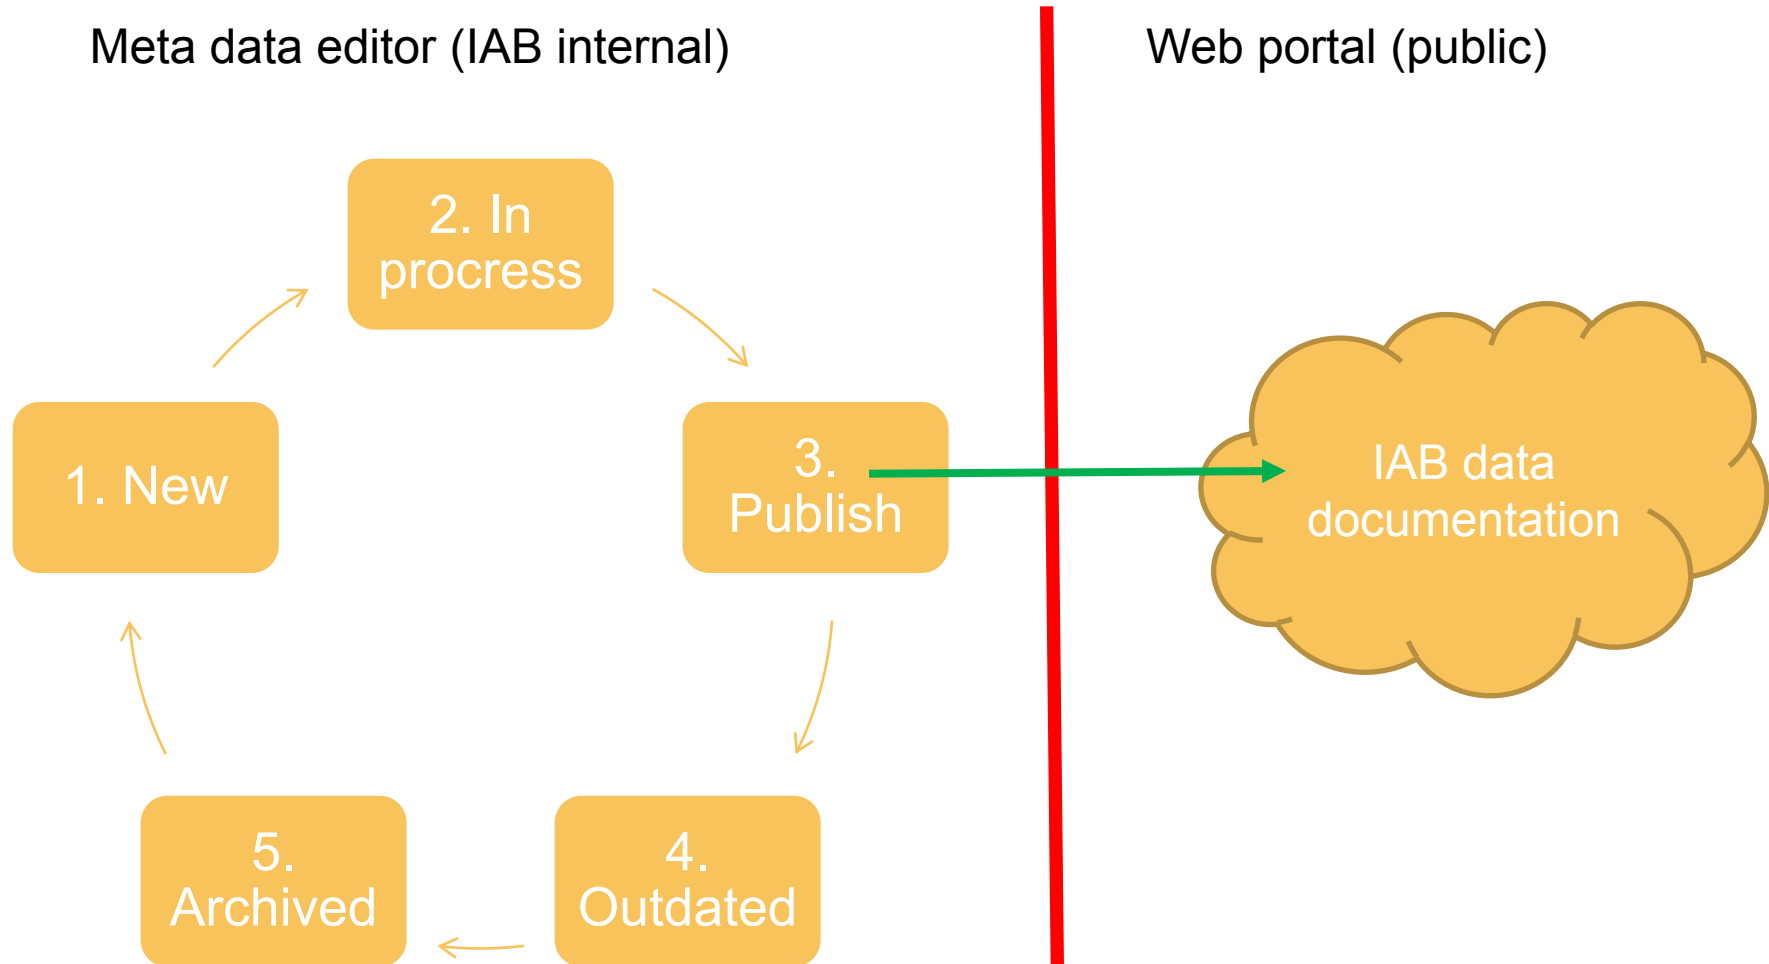 Meta data editor (IAB internal)
Web portal (public)
2. In
procress
1. New
3.
Publish
IAB data
documentation
5.
Archived
4.
Outdated